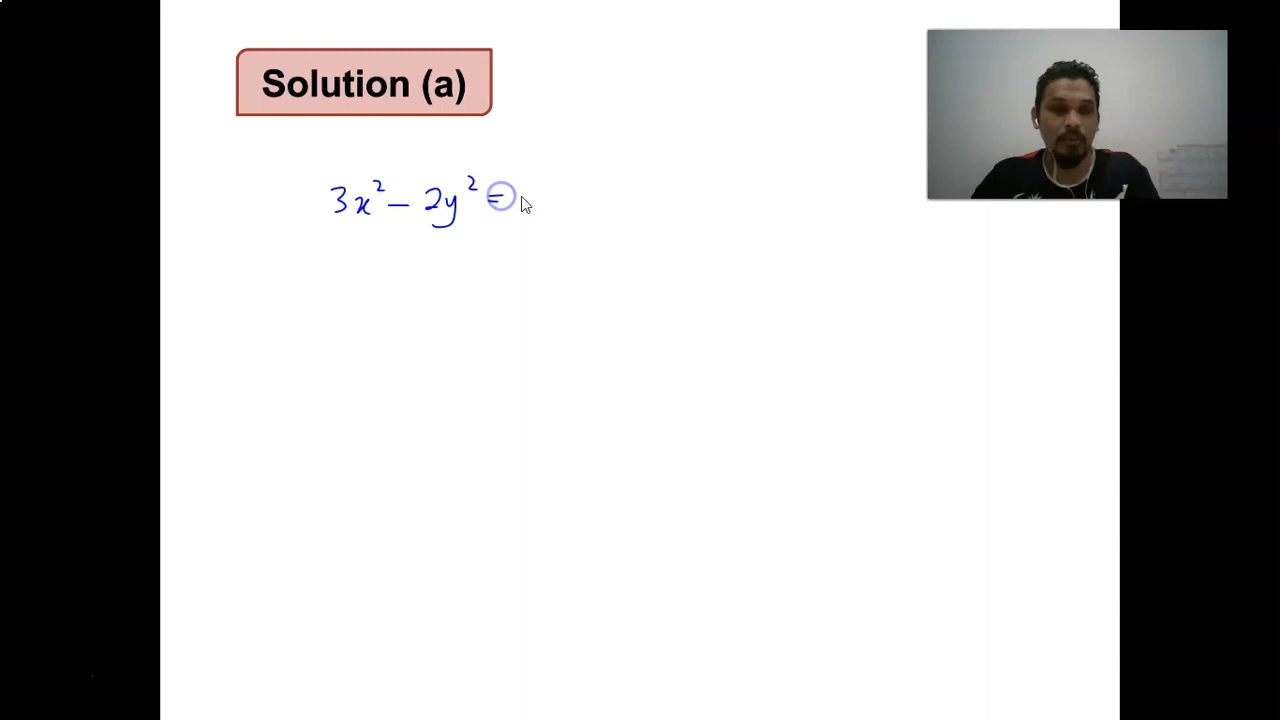 Solution (a)
3x² − 2y² =